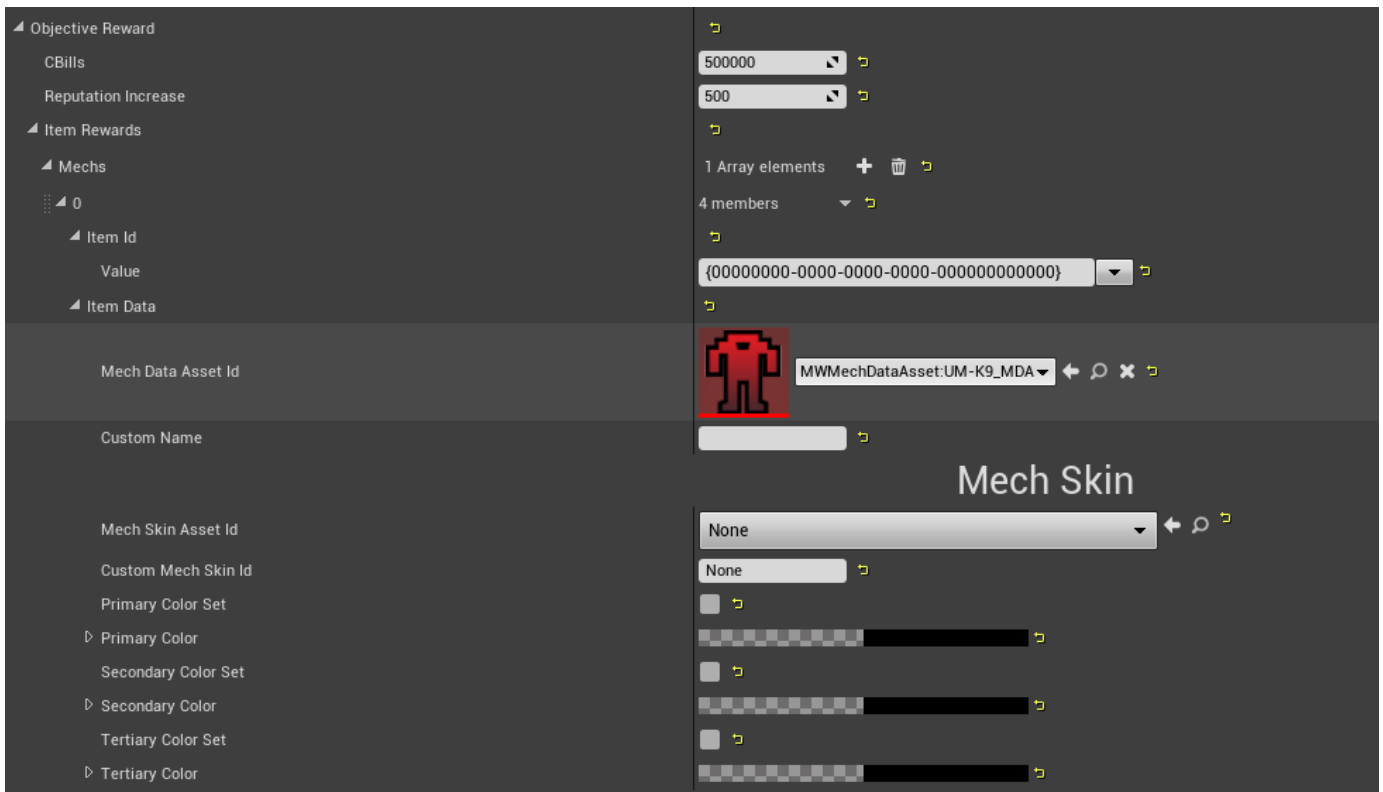 Objective Reward
CBills 500000
Reputation Increase 500
Item Rewards
Mechs 1 Array elements
0 4 members
Item Id
Value {00000000-0000-0000-0000-000000000000}
Item Data
Mech Data Asset Id MWMechDataAsset:UM-K9_MDA
Custom Name
Mech Skin
Mech Skin Asset Id None
Custom Mech Skin Id None
Primary Color Set
Primary Color
Secondary Color Set
Secondary Color
Tertiary Color Set
Tertiary Color